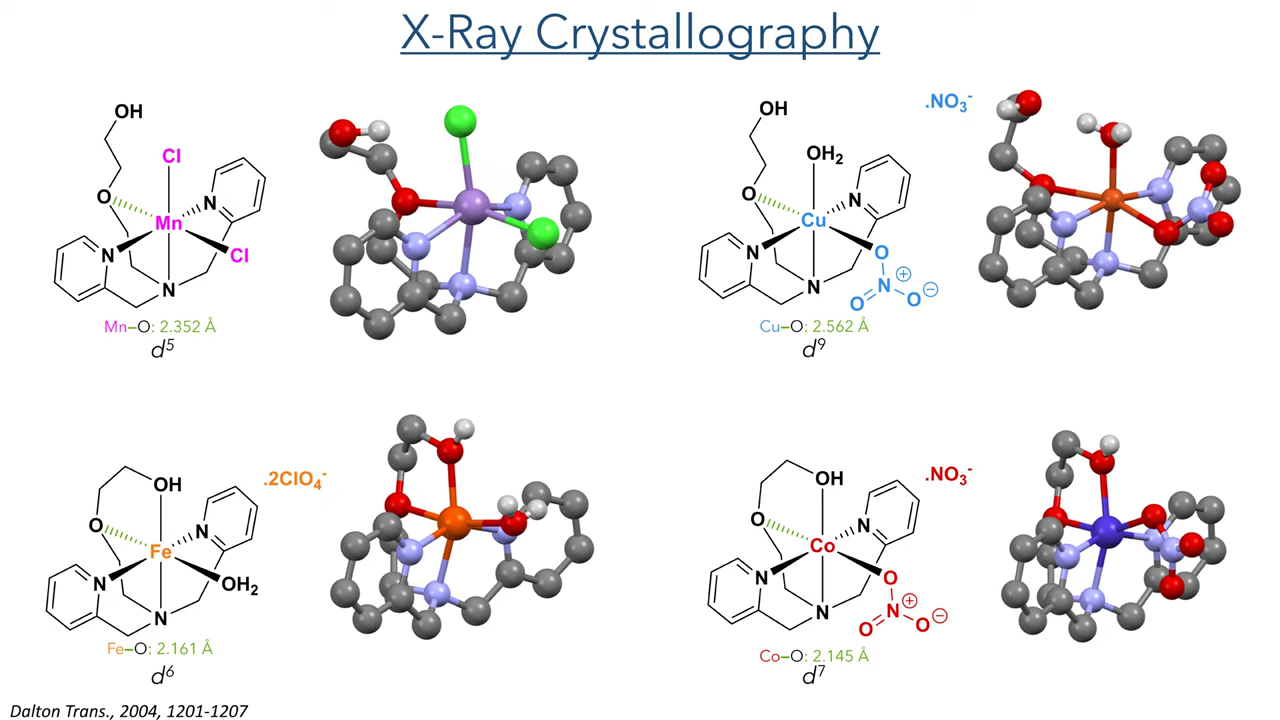 X-Ray Crystallography
OH
Cl
O
N
Mn
N
Cl
N
Mn–O: 2.352 Å
d⁵
OH
.NO₃⁻
OH₂
O
N
Cu
N
O
N
⊕
O
O
⊖
N
Cu–O: 2.562 Å
d⁹
OH
.2ClO₄⁻
O
N
Fe
N
OH₂
N
Fe–O: 2.161 Å
d⁶
OH
.NO₃⁻
O
N
Co
N
O
N
⊕
O
O
⊖
N
Co–O: 2.145 Å
d⁷
Dalton Trans., 2004, 1201-1207